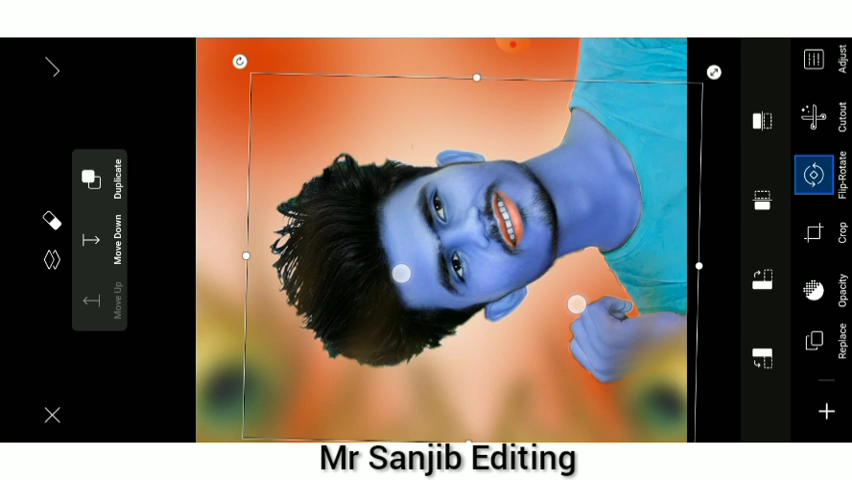 Duplicate
Move Down
Move Up
Adjust
Cutout
Flip-Rotate
Crop
Opacity
Replace
Mr Sanjib Editing